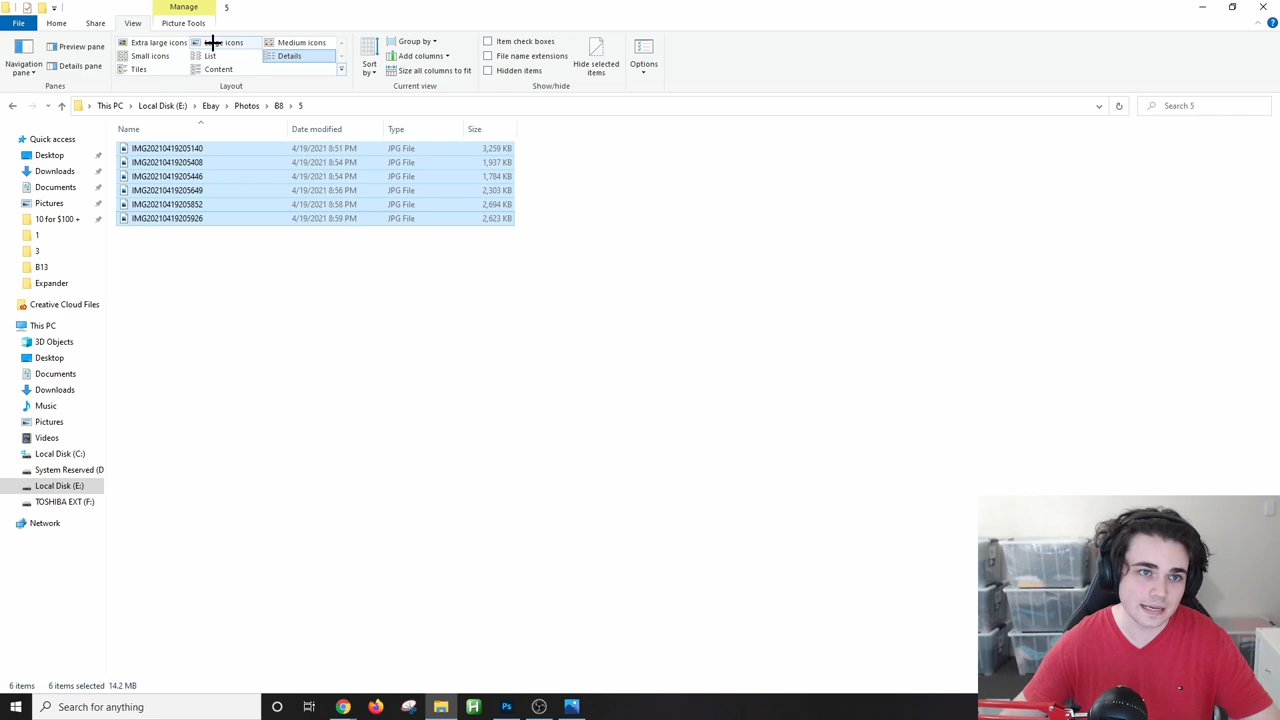 Manage 5
File Home Share View Picture Tools
Navigation pane
Preview pane
Details pane
Panes
Extra large icons icons Medium icons
Small icons List Details
Tiles Content
Layout
Sort by
Group by
Add columns
Size all columns to fit
Current view
Item check boxes
File name extensions
Hidden items
Hide selected items
Show/hide
Options
This PC Local Disk (E:) Ebay Photos B8 5
Search 5
Name Date modified Type Size
IMG20210419205140 4/19/2021 8:51 PM JPG File 3,259 KB
IMG20210419205408 4/19/2021 8:54 PM JPG File 1,937 KB
IMG20210419205446 4/19/2021 8:54 PM JPG File 1,784 KB
IMG20210419205649 4/19/2021 8:56 PM JPG File 2,303 KB
IMG20210419205852 4/19/2021 8:58 PM JPG File 2,694 KB
IMG20210419205926 4/19/2021 8:59 PM JPG File 2,623 KB
Quick access
Desktop
Downloads
Documents
Pictures
10 for $100 +
1
3
B13
Expander
Creative Cloud Files
This PC
3D Objects
Desktop
Documents
Downloads
Music
Pictures
Videos
Local Disk (C:)
System Reserved (D
Local Disk (E:)
TOSHIBA EXT (F:)
Network
6 items 6 items selected 14.2 MB
Search for anything
Ps